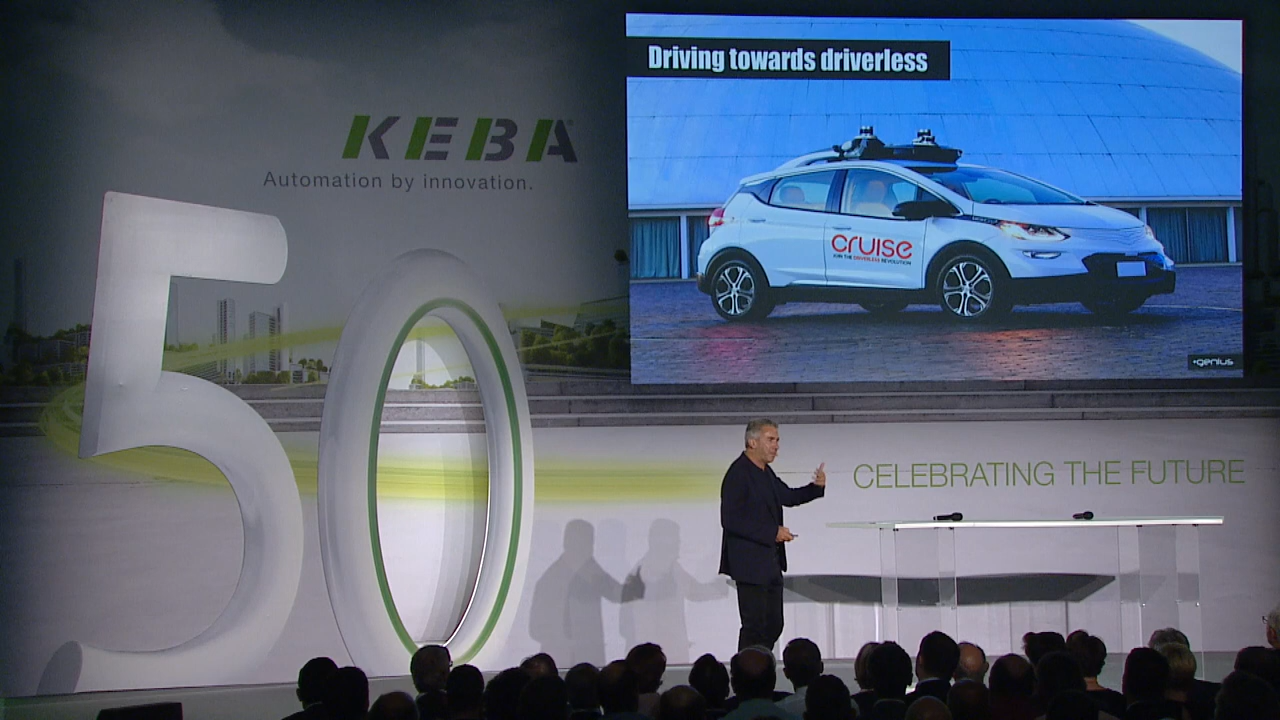 Driving towards driverless
KEBA®
Automation by innovation.
50
cruise
JOIN THE DRIVERLESS REVOLUTION
•genius
CELEBRATING THE FUTURE